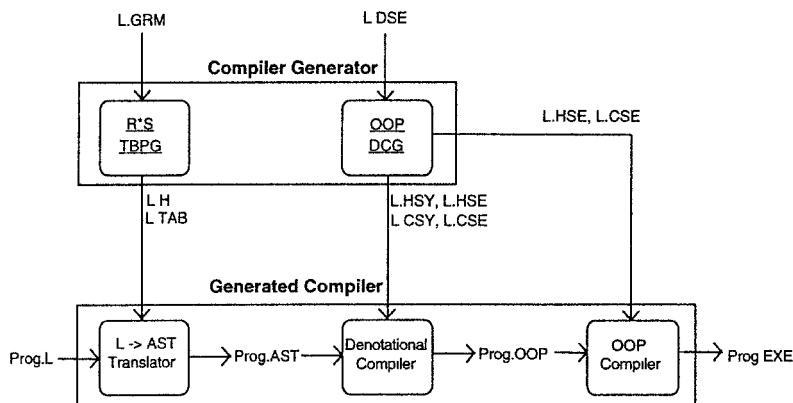 L.GRM
L DSE
Compiler Generator
R*S
TBPG
OOP
DCG
L.HSE, L.CSE
L H
L TAB
L.HSY, L.HSE
L CSY, L.CSE
Generated Compiler
Prog.L
L -> AST
Translator
Prog.AST
Denotational
Compiler
Prog.OOP
OOP
Compiler
Prog EXE